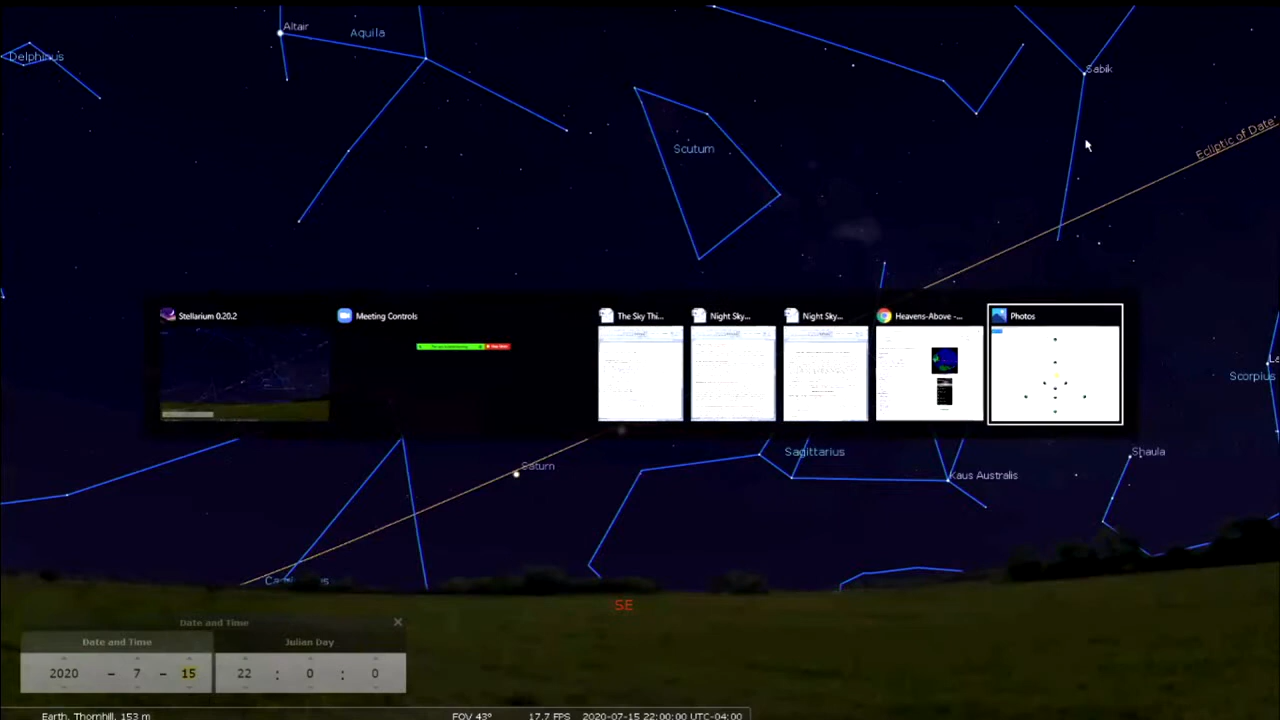 Altair
Aquila
Delphinus
Sabik
Ecliptic of Date
Scutum
Stellarium 0.20.2
Meeting Controls
The Sky Thi...
Night Sky...
Night Sky...
Heavens-Above -...
Photos
Scorpius
Sagittarius
Shaula
Saturn
Kaus Australis
SE
Date and Time
Date and Time
Julian Day
2020 - 7 - 15 22 : 0 : 0
Earth, Thornhill, 153 m FOV 43° 17.7 FPS 2020-07-15 22:00:00 UTC-04:00